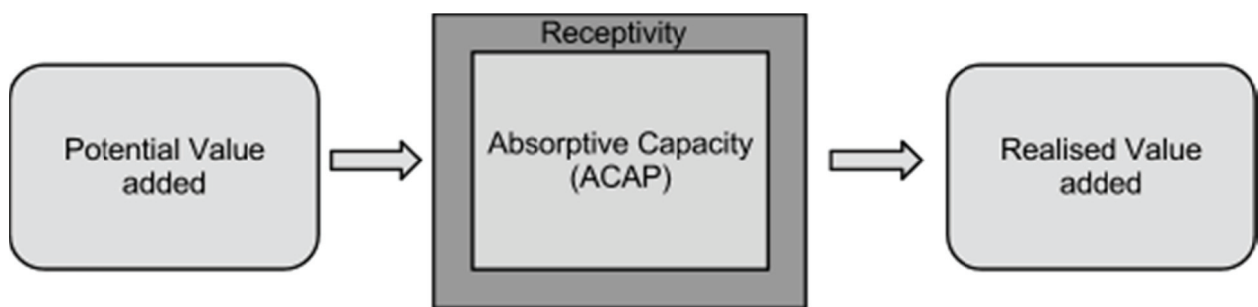 Receptivity
Potential Value
added
Absorptive Capacity
(ACAP)
Realised Value
added